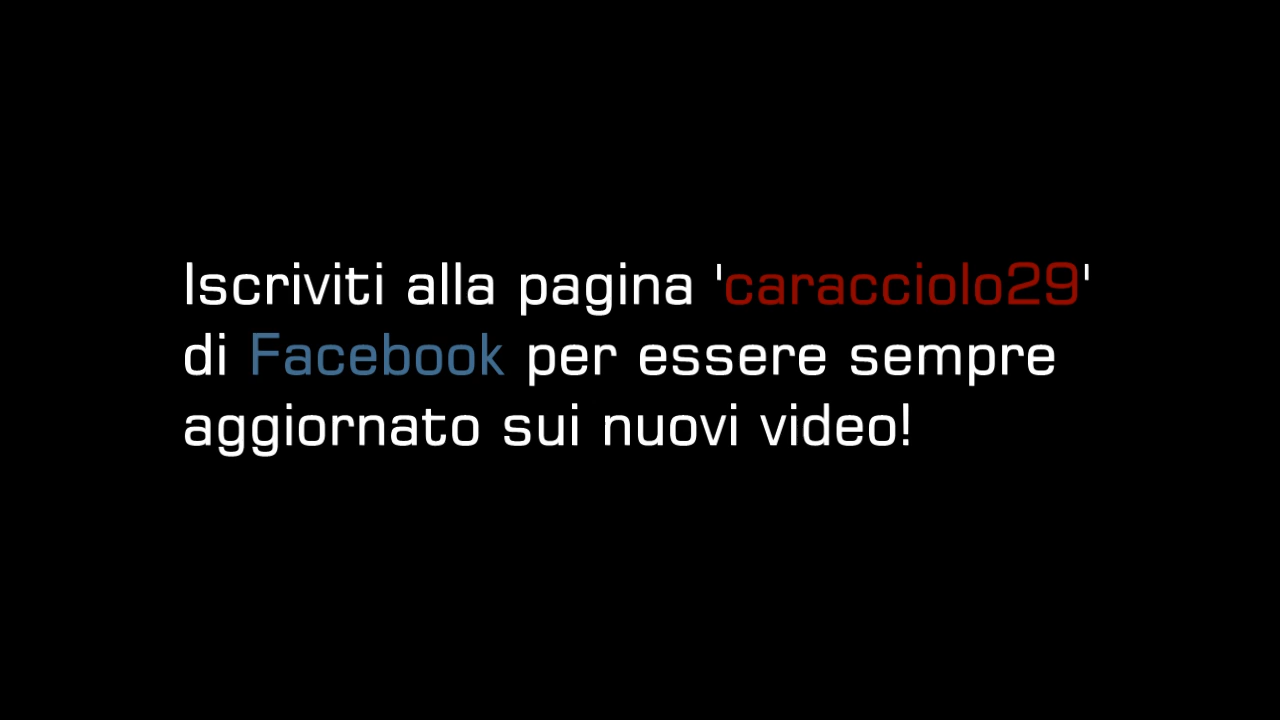 Iscriviti alla pagina 'caracciolo29'
di Facebook per essere sempre
aggiornato sui nuovi video!